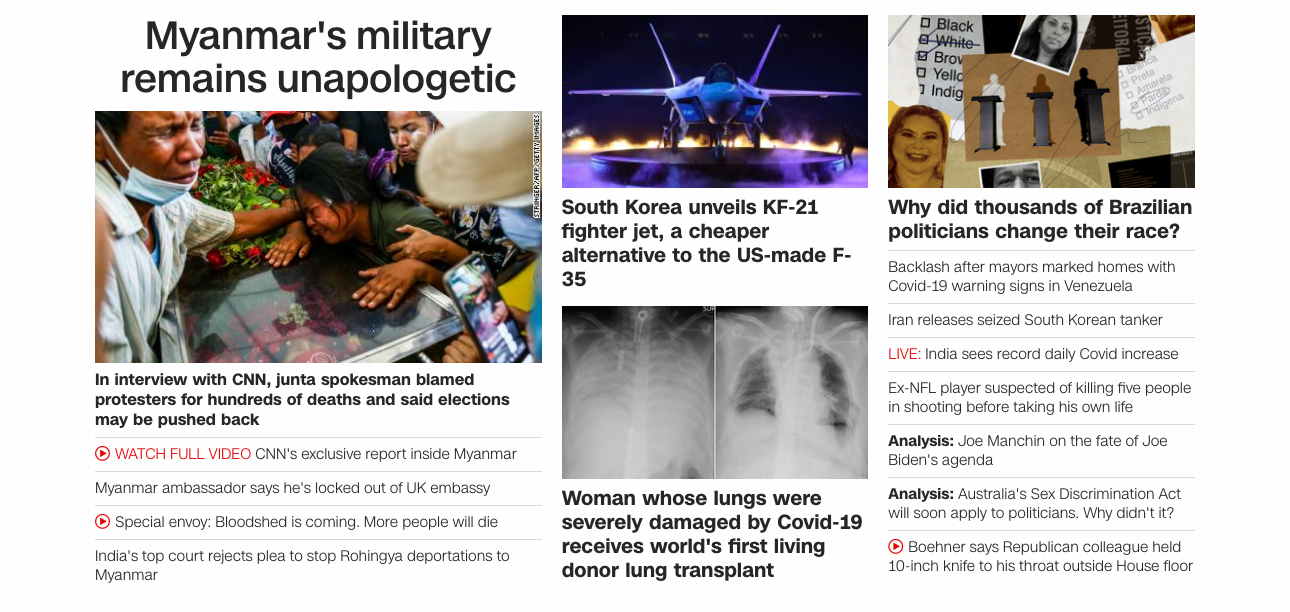 Myanmar's military
remains unapologetic
STRINGER/AFP/GETTY IMAGES
In interview with CNN, junta spokesman blamed
protesters for hundreds of deaths and said elections
may be pushed back
WATCH FULL VIDEO CNN's exclusive report inside Myanmar
Myanmar ambassador says he's locked out of UK embassy
Special envoy: Bloodshed is coming. More people will die
India's top court rejects plea to stop Rohingya deportations to
Myanmar
South Korea unveils KF-21
fighter jet, a cheaper
alternative to the US-made F-
35
Woman whose lungs were
severely damaged by Covid-19
receives world's first living
donor lung transplant
Black
White
Brow
Yello
Indig
Branca
Preta
Amarela
Parda
Indígena
Why did thousands of Brazilian
politicians change their race?
Backlash after mayors marked homes with
Covid-19 warning signs in Venezuela
Iran releases seized South Korean tanker
LIVE: India sees record daily Covid increase
Ex-NFL player suspected of killing five people
in shooting before taking his own life
Analysis: Joe Manchin on the fate of Joe
Biden's agenda
Analysis: Australia's Sex Discrimination Act
will soon apply to politicians. Why didn't it?
Boehner says Republican colleague held
10-inch knife to his throat outside House floor